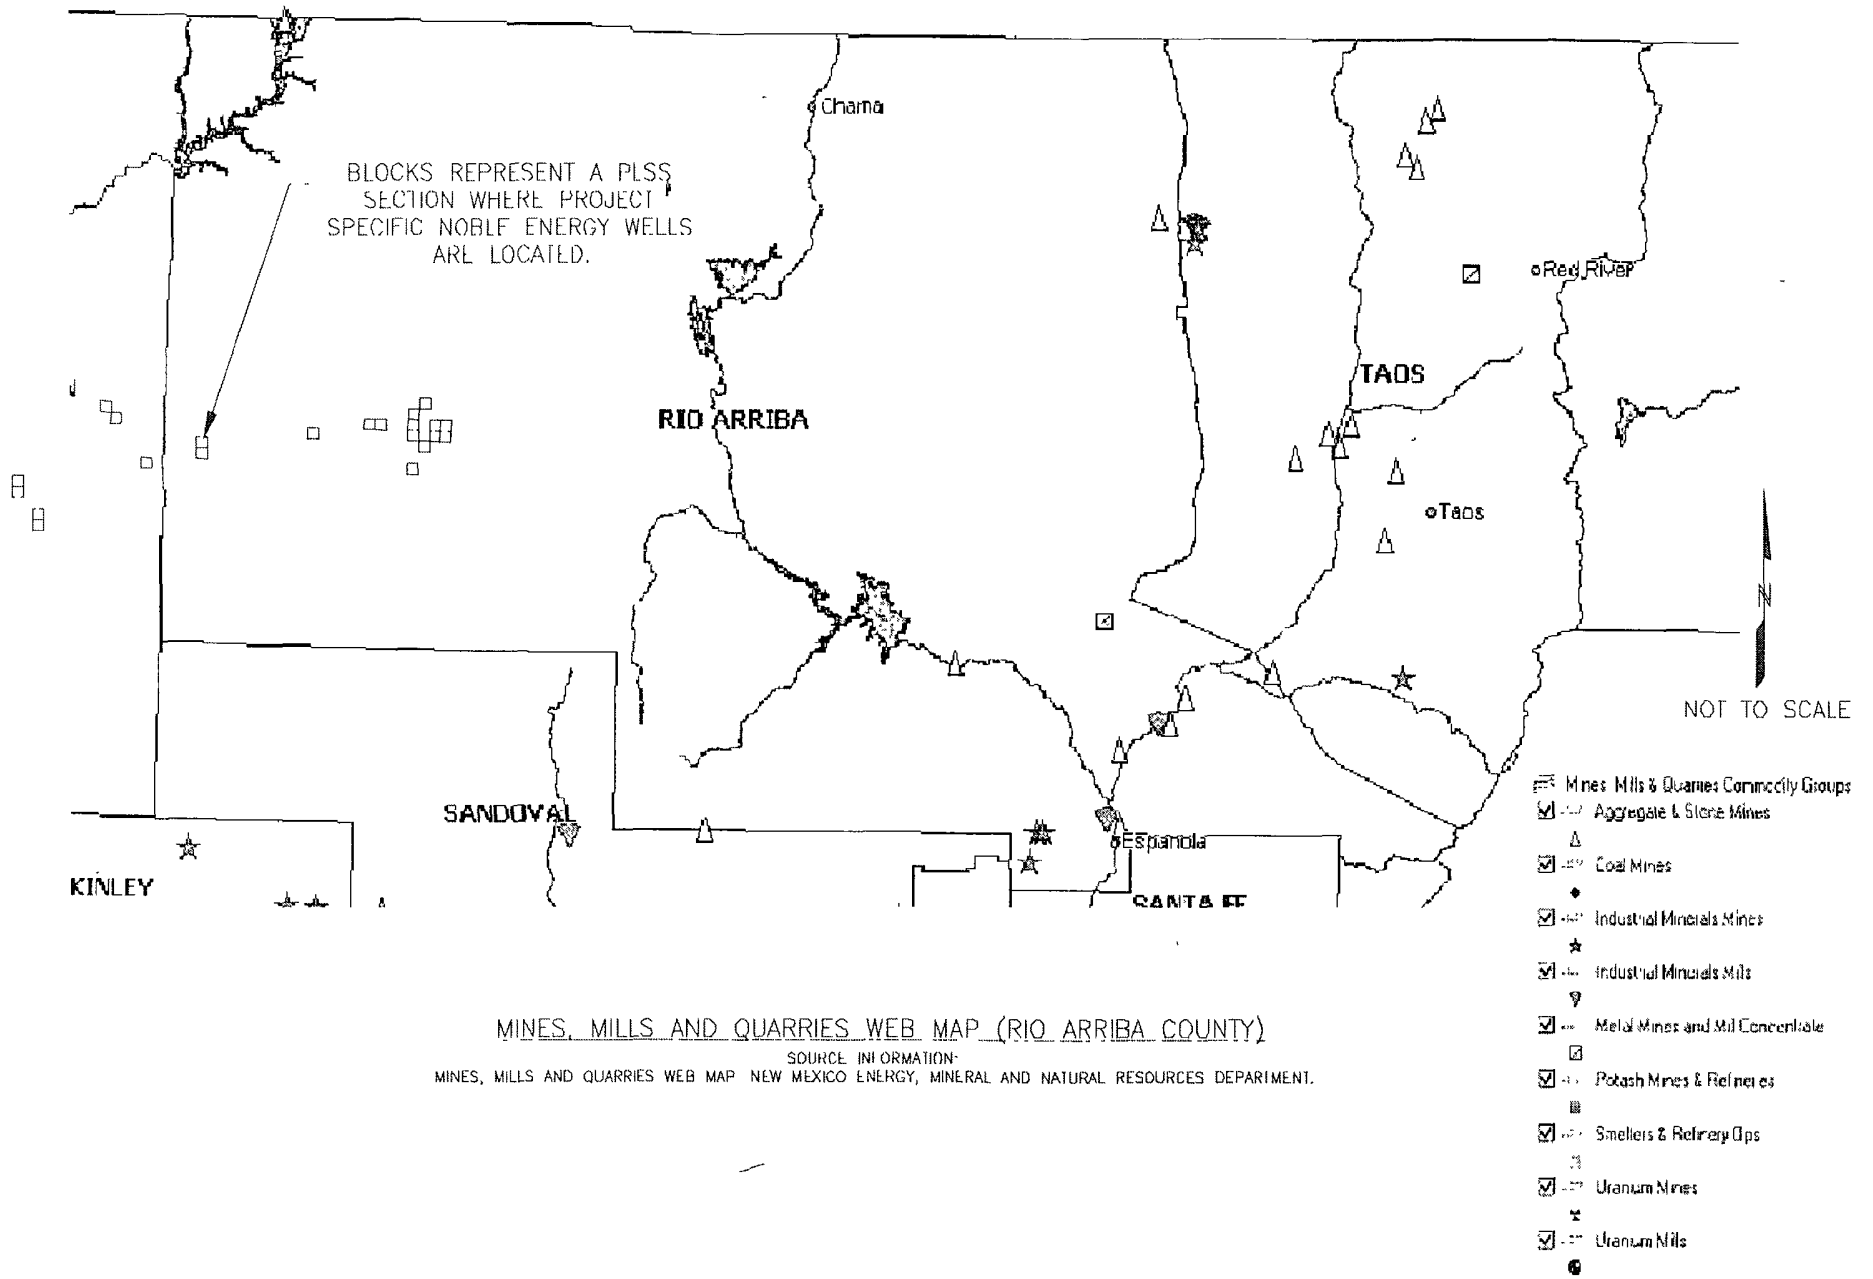 Chama
BLOCKS REPRESENT A PLSS
SECTION WHERE PROJECT
SPECIFIC NOBLE ENERGY WELLS
ARE LOCATED.
Red River
TAOS
RIO ARRIBA
Taos
N
NOT TO SCALE
SANDOVAL
Espanola
KINLEY
SANTA FE
Mines Mills & Quarries Commodity Groups
Aggregate & Stone Mines
Coal Mines
Industrial Minerals Mines
Industrial Minerals Mills
Metal Mines and Mill Concentrate
Potash Mines & Refineries
Smelters & Refinery Ops
Uranium Mines
Uranium Mills
MINES, MILLS AND QUARRIES WEB MAP (RIO ARRIBA COUNTY)
SOURCE INFORMATION:
MINES, MILLS AND QUARRIES WEB MAP NEW MEXICO ENERGY, MINERAL AND NATURAL RESOURCES DEPARTMENT.